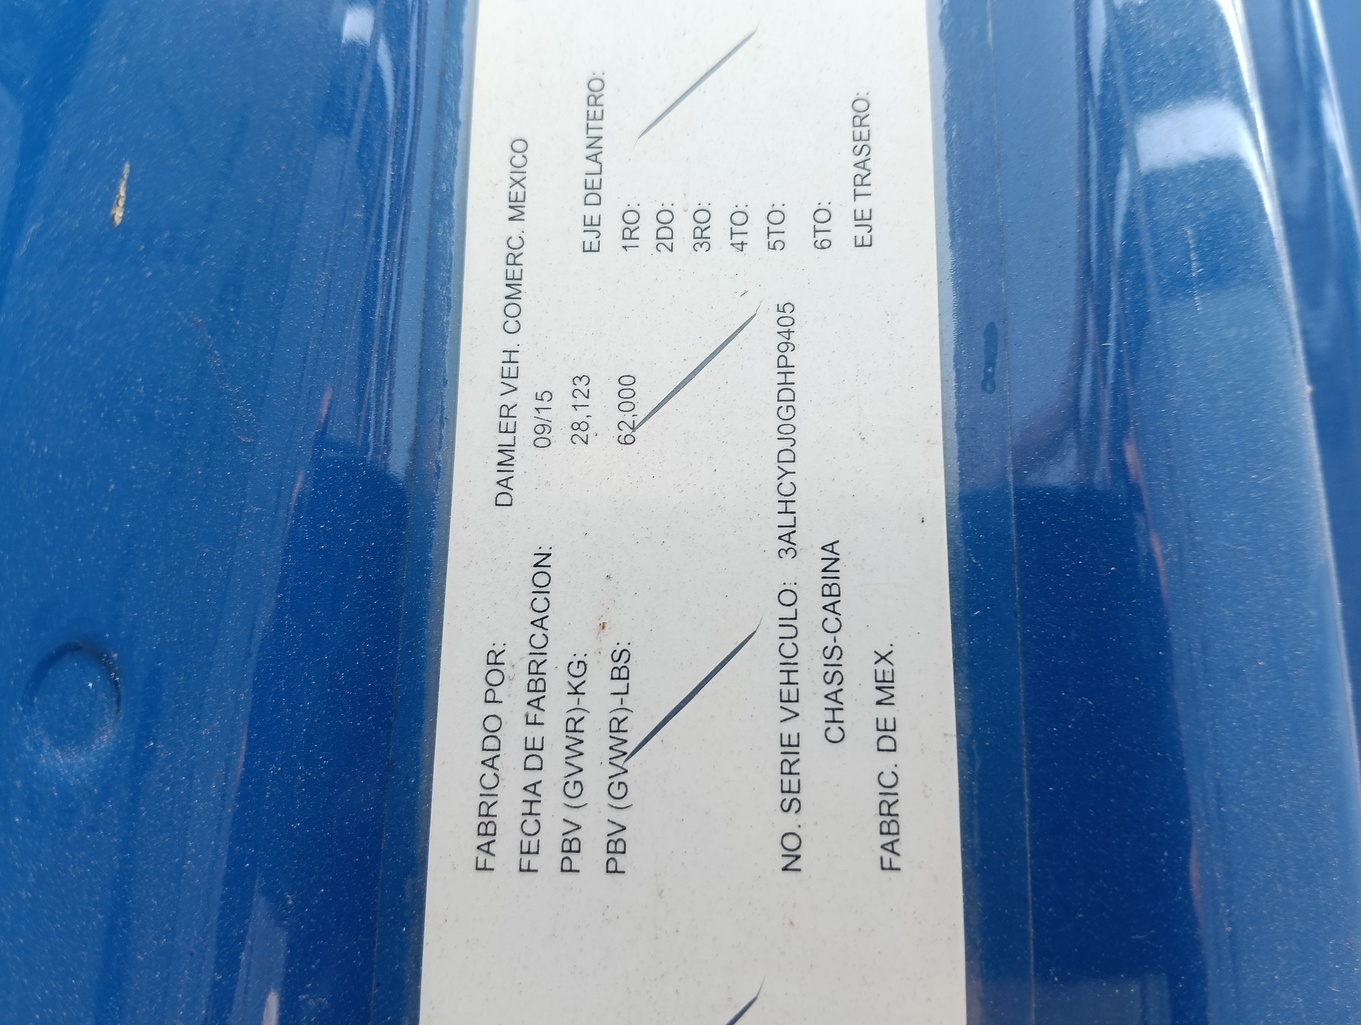 FABRICADO POR: DAIMLER VEH. COMERC. MEXICO
FECHA DE FABRICACION: 09/15
PBV (GVWR)-KG: 28,123 EJE DELANTERO:
PBV (GVWR)-LBS: 62,000 1RO:
2DO:
3RO:
4TO:
NO. SERIE VEHICULO: 3ALHCYDJ0GDHP9405 5TO:
CHASIS-CABINA 6TO:
FABRIC. DE MEX. EJE TRASERO: